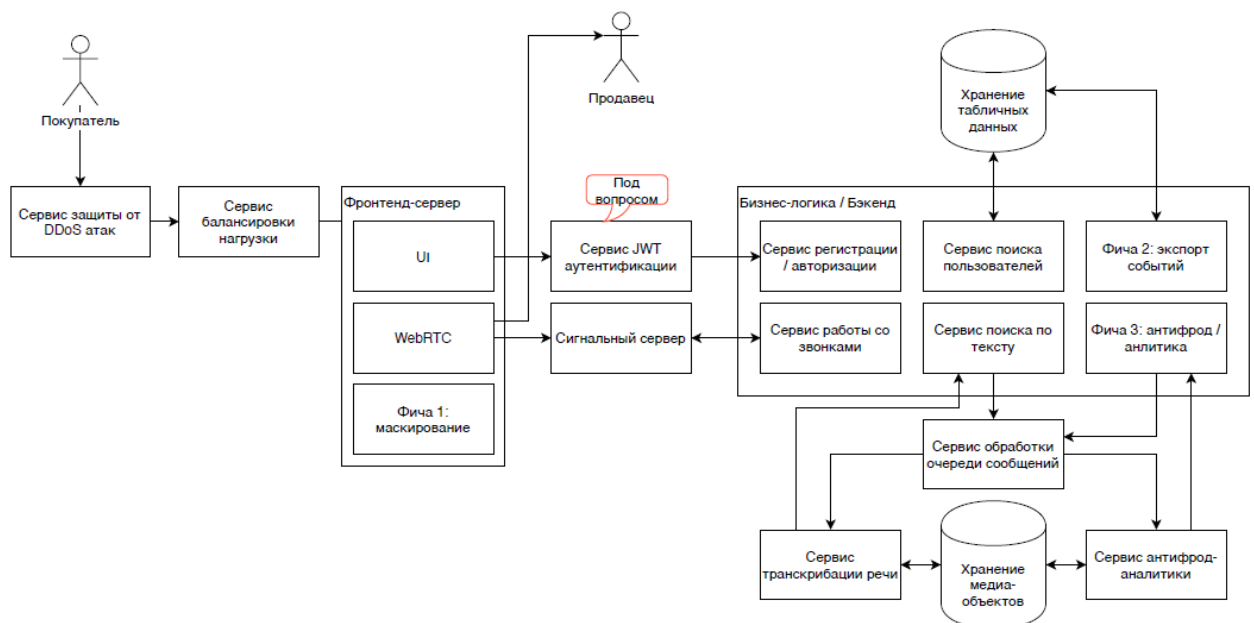 Покупатель
Продавец
Хранение
табличных
данных
Сервис защиты от
DDoS атак
Сервис
балансировки
нагрузки
Фронтенд-сервер
UI
WebRTC
Фича 1:
маскирование
Под
вопросом
Сервис JWT
аутентификации
Сигнальный сервер
Бизнес-логика / Бэкенд
Сервис регистрации
/ авторизации
Сервис поиска
пользователей
Фича 2: экспорт
событий
Сервис работы со
звонками
Сервис поиска по
тексту
Фича 3: антифрод /
анлитика
Сервис обработки
очереди сообщений
Сервис
транскрибации речи
Хранение
медиа-
объектов
Сервис антифрод-
аналитики